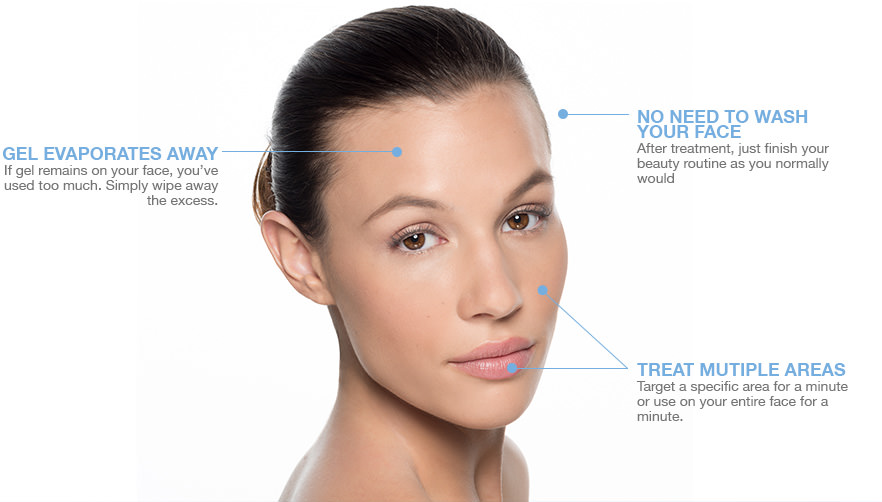 GEL EVAPORATES AWAY
If gel remains on your face, you've
used too much. Simply wipe away
the excess.
NO NEED TO WASH
YOUR FACE
After treatment, just finish your
beauty routine as you normally
would
TREAT MUTIPLE AREAS
Target a specific area for a minute
or use on your entire face for a
minute.